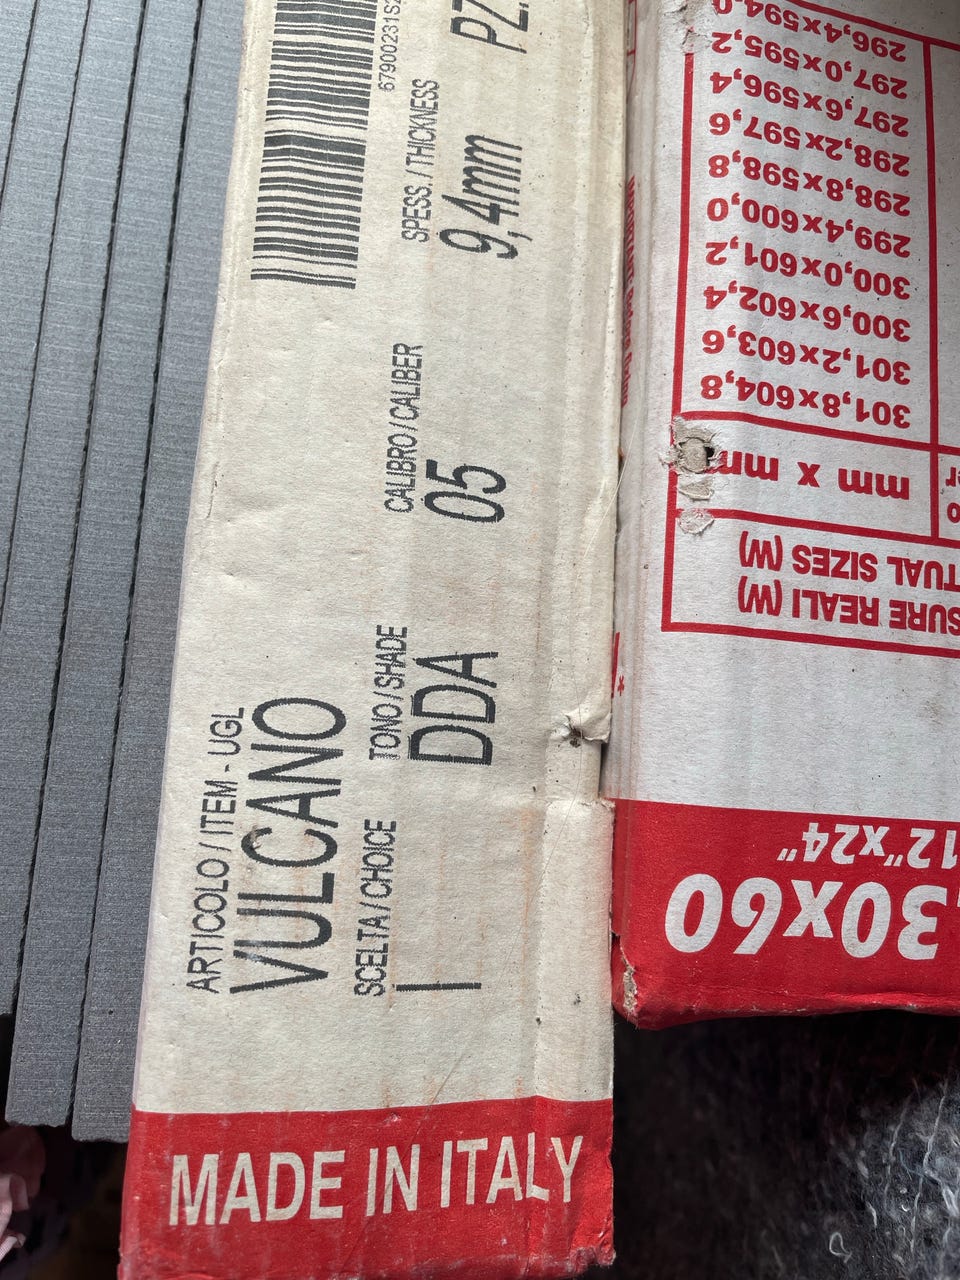 ARTICOLO / ITEM - UGL
VULCANO
SCELTA / CHOICE
I
TONO / SHADE
DDA
CALIBRO / CALIBER
05
SPESS. / THICKNESS
9,4mm
PZ.
MADE IN ITALY
30x60
12"x24"
SURE REALI (W)
TUAL SIZES (W)
mm x mm
301,8x604,8
301,2x603,6
300,6x602,4
300,0x601,2
299,4x600,0
298,8x598,8
298,2x597,6
297,6x596,4
297,0x595,2
296,4x594,0